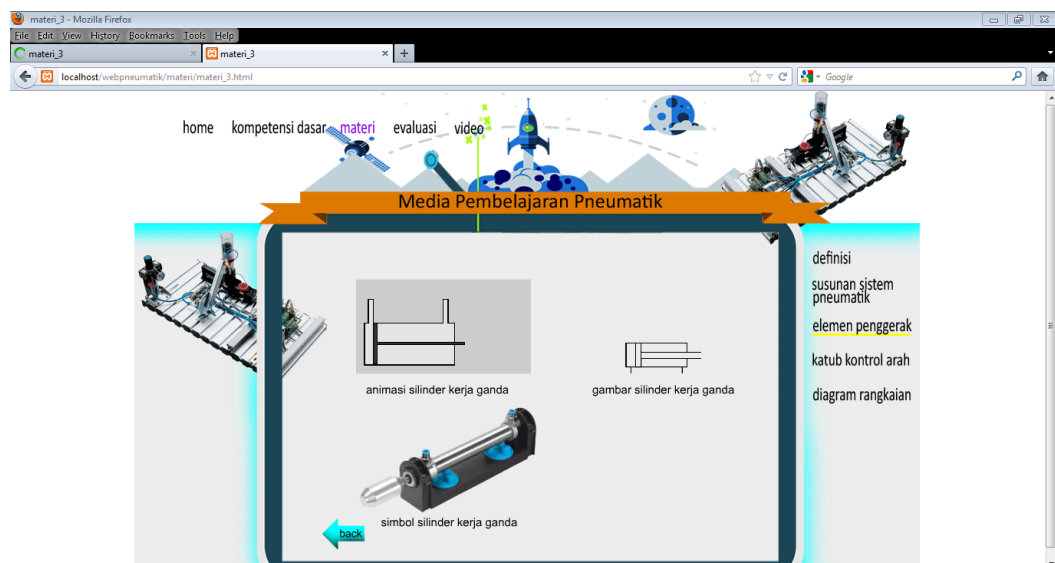 materi_3 - Mozilla Firefox
File Edit View History Bookmarks Tools Help
materi_3
materi_3
localhost/webpneumatik/materi/materi_3.html
Google
home kompetensi dasar materi evaluasi video
Media Pembelajaran Pneumatik
definisi
susunan sistem
pneumatik
elemen penggerak
katub kontrol arah
diagram rangkaian
animasi silinder kerja ganda
gambar silinder kerja ganda
simbol silinder kerja ganda
back